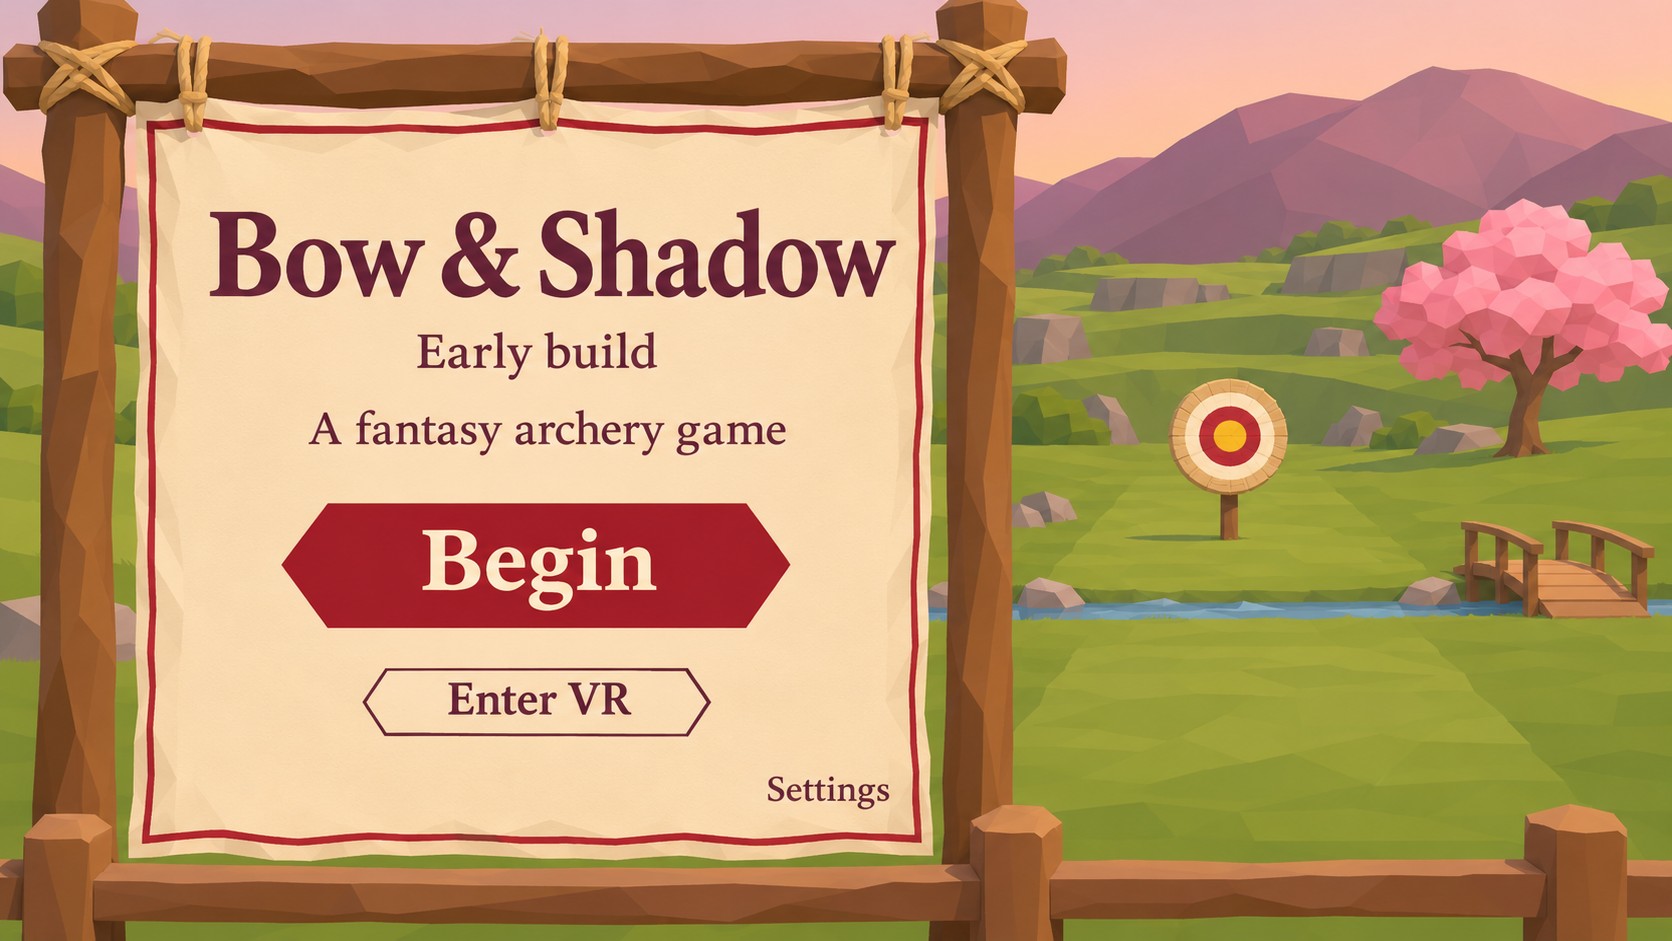 Bow & Shadow
Early build
A fantasy archery game
Begin
Enter VR
Settings